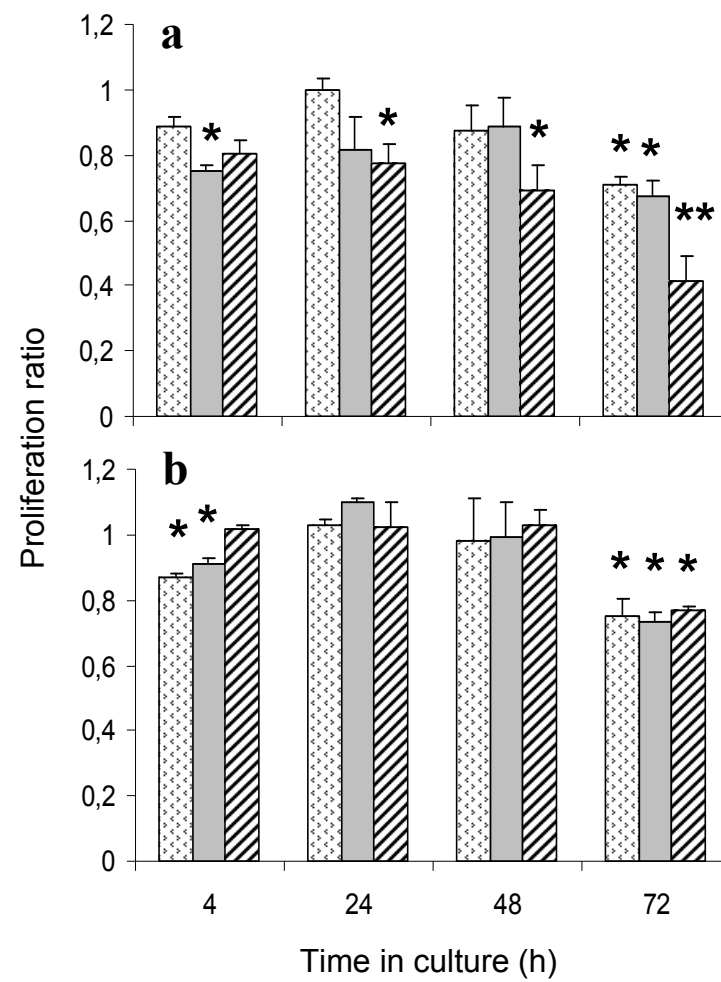 a
1,2
1
0,8
0,6
0,4
0,2
0
* * * * * **
b
1,2
1
0,8
0,6
0,4
0,2
0
* * * * *
4 24 48 72
Time in culture (h)
Proliferation ratio